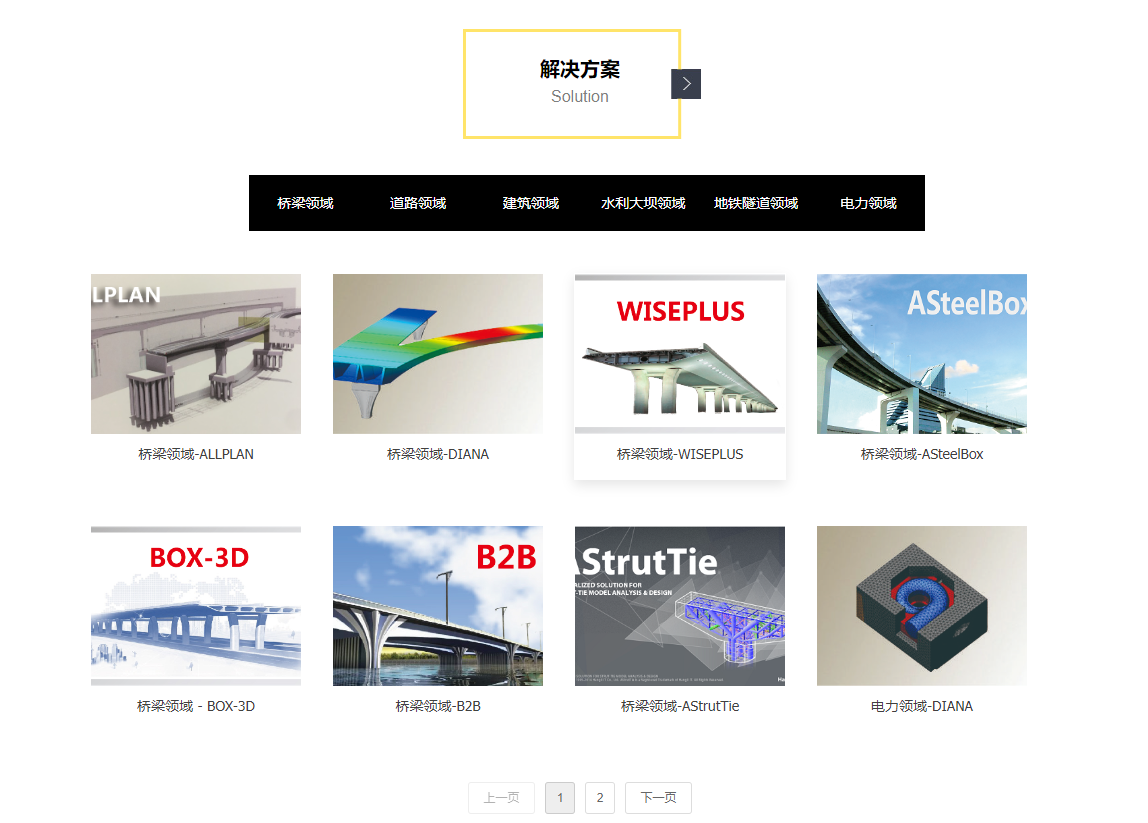 解决方案
Solution
桥梁领域 道路领域 建筑领域 水利大坝领域 地铁隧道领域 电力领域
LPLAN
WISEPLUS
ASteelBox
桥梁领域-ALLPLAN
桥梁领域-DIANA
桥梁领域-WISEPLUS
桥梁领域-ASteelBox
BOX-3D
B2B
AStrutTie
ALIZED SOLUTION FOR
T-TIE MODEL ANALYSIS & DESIGN
桥梁领域 - BOX-3D
桥梁领域-B2B
桥梁领域-AStrutTie
电力领域-DIANA
上一页 1 2 下一页